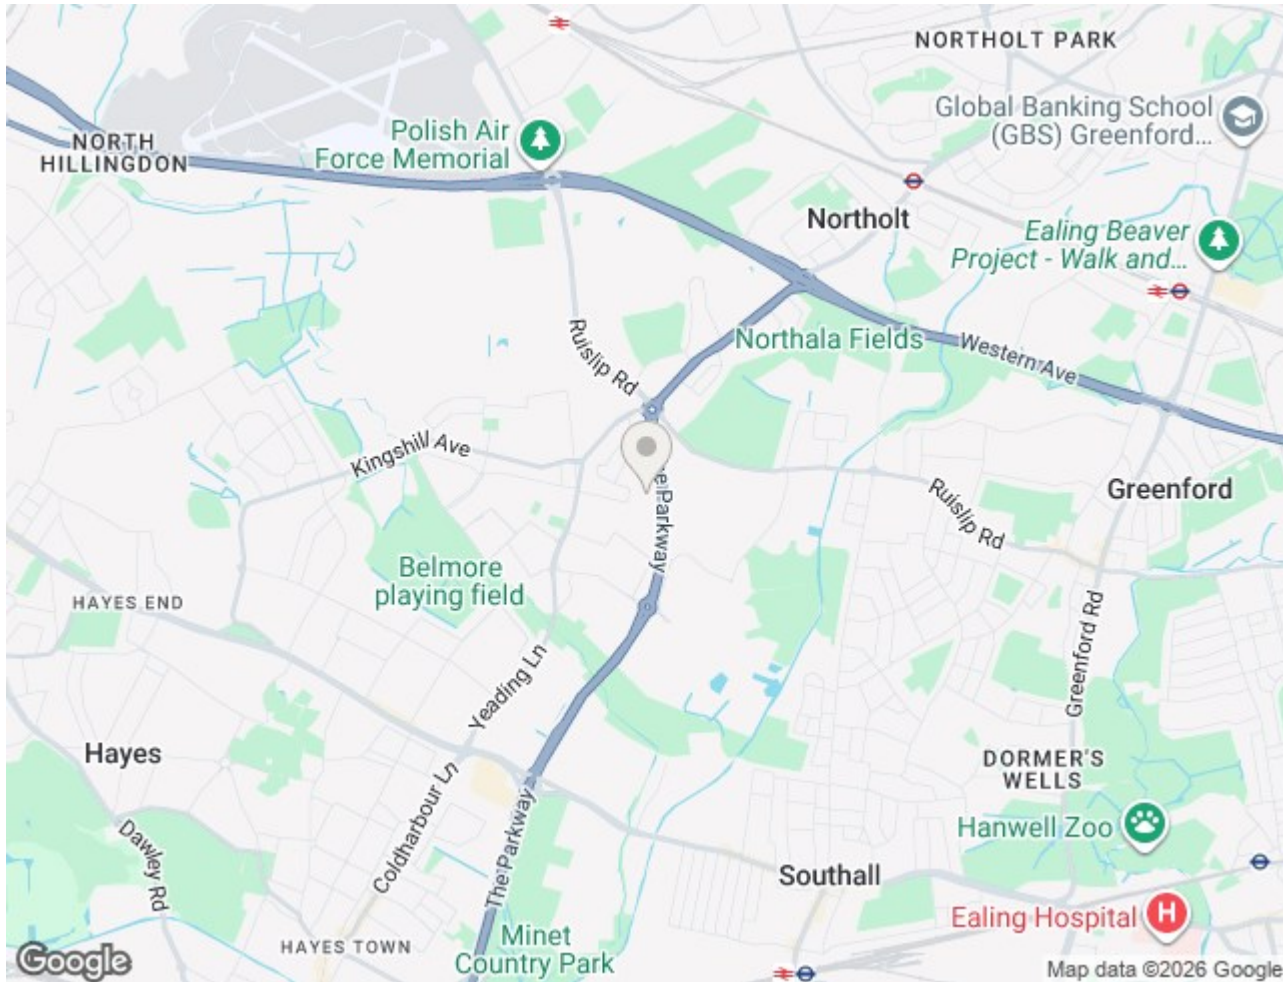 NORTHOLT PARK
Global Banking School
(GBS) Greenford...
Polish Air
Force Memorial
NORTH
HILLINGDON
Northolt
Ealing Beaver
Project - Walk and...
Ruislip Rd
Northala Fields
Western Ave
Kingshill Ave
The Parkway
Greenford
Ruislip Rd
Belmore
playing field
HAYES END
Greenford Rd
Yeading Ln
Hayes
DORMER'S
WELLS
Coldharbour Ln
The Parkway
Hanwell Zoo
Dawley Rd
Southall
Ealing Hospital
H
HAYES TOWN
Minet
Country Park
Google
Map data ©2026 Google